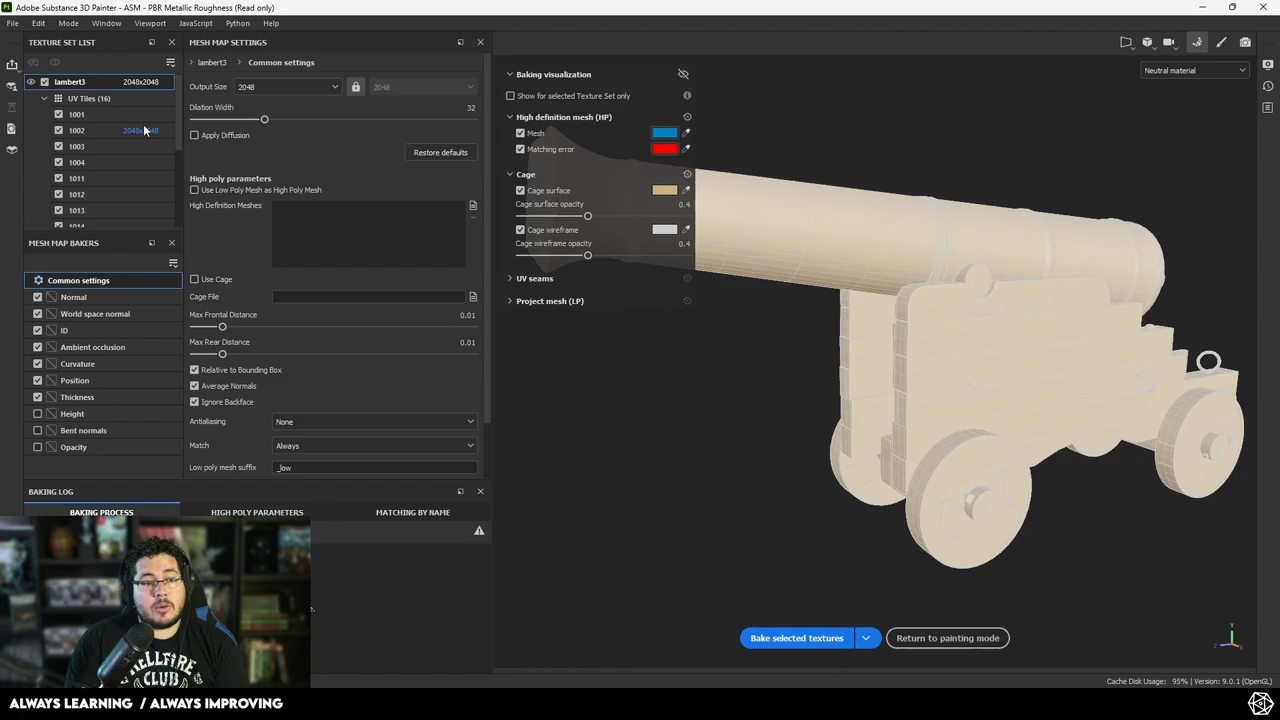 Pt Adobe Substance 3D Painter - ASM - PBR Metallic Roughness (Read only)
File Edit Mode Window Viewport JavaScript Python Help
TEXTURE SET LIST
lambert3 2048x2048
UV Tiles (16)
1001
1002
1003
1004
1011
1012
1013
MESH MAP BAKERS
Common settings
Normal
World space normal
ID
Ambient occlusion
Curvature
Position
Thickness
Height
Bent normals
Opacity
MESH MAP SETTINGS
lambert3 > Common settings
Output Size 2048 2048
Dilation Width 32
Apply Diffusion
Restore defaults
High poly parameters
Use Low Poly Mesh as High Poly Mesh
High Definition Meshes
Use Cage
Cage File
Max Frontal Distance 0.01
Max Rear Distance 0.01
Relative to Bounding Box
Average Normals
Ignore Backface
Antialiasing None
Match Always
Low poly mesh suffix _low
BAKING LOG
BAKING PROCESS HIGH POLY PARAMETERS MATCHING BY NAME
Baking visualization
Show for selected Texture Set only
High definition mesh (HP)
Mesh
Matching error
Cage
Cage surface
Cage surface opacity 0.4
Cage wireframe
Cage wireframe opacity 0.4
UV seams
Project mesh (LP)
Neutral material
Bake selected textures
Return to painting mode
Y
Cache Disk Usage: 95% | Version: 9.0.1 (OpenGL)
HELLFIRE
CLUB
ALWAYS LEARNING / ALWAYS IMPROVING